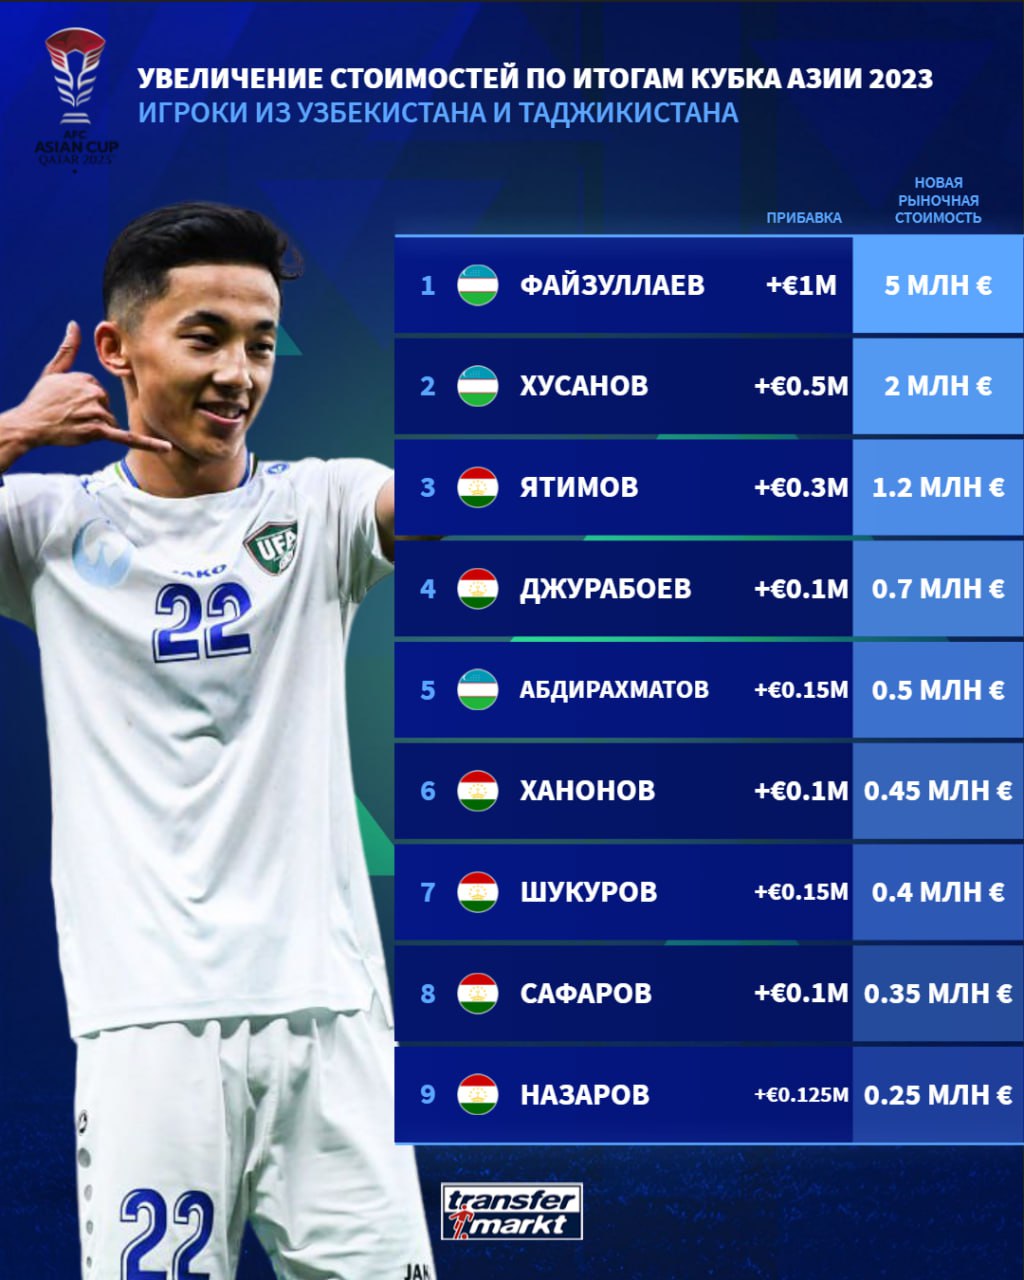 AFC
ASIAN CUP
QATAR 2023
УВЕЛИЧЕНИЕ СТОИМОСТЕЙ ПО ИТОГАМ КУБКА АЗИИ 2023
ИГРОКИ ИЗ УЗБЕКИСТАНА И ТАДЖИКИСТАНА
ПРИБАВКА
НОВАЯ
РЫНОЧНАЯ
СТОИМОСТЬ
1 ФАЙЗУЛЛАЕВ +€1M 5 МЛН €
2 ХУСАНОВ +€0.5M 2 МЛН €
3 ЯТИМОВ +€0.3M 1.2 МЛН €
4 ДЖУРАБОЕВ +€0.1M 0.7 МЛН €
5 АБДИРАХМАТОВ +€0.15M 0.5 МЛН €
6 ХАНОНОВ +€0.1M 0.45 МЛН €
7 ШУКУРОВ +€0.15M 0.4 МЛН €
8 САФАРОВ +€0.1M 0.35 МЛН €
9 НАЗАРОВ +€0.125M 0.25 МЛН €
UFA
JAKO
22
22
JAK
transfer
markt